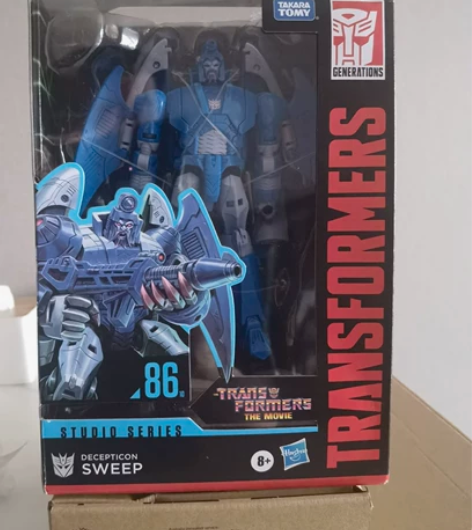 TAKARA
TOMY
GENERATIONS
TRANSFORMERS
86
TRANSFORMERS
THE MOVIE
STUDIO SERIES
DECEPTICON
SWEEP
8+
Hasbro